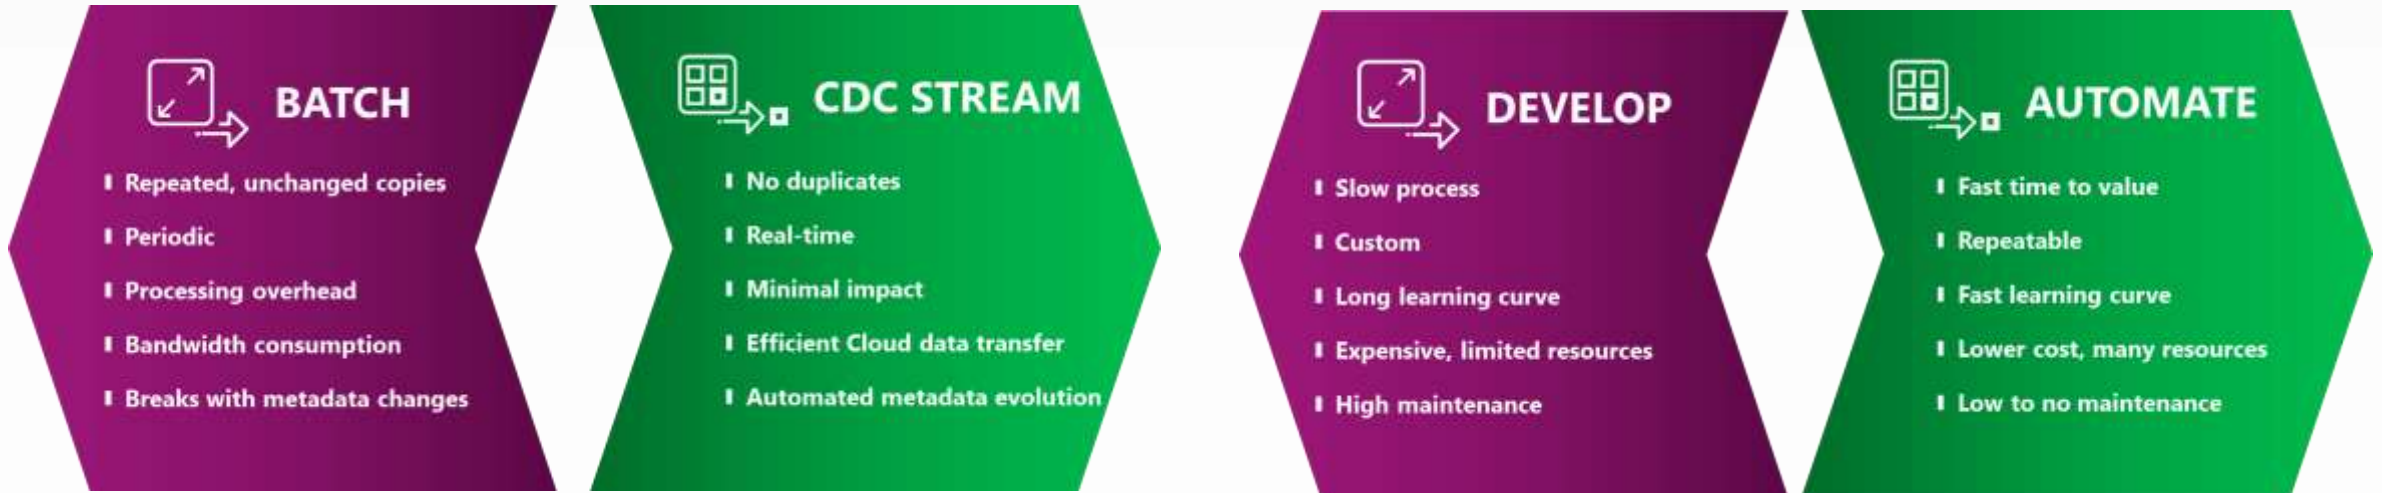 BATCH
Repeated, unchanged copies
Periodic
Processing overhead
Bandwidth consumption
Breaks with metadata changes
CDC STREAM
No duplicates
Real-time
Minimal impact
Efficient Cloud data transfer
Automated metadata evolution
DEVELOP
Slow process
Custom
Long learning curve
Expensive, limited resources
High maintenance
AUTOMATE
Fast time to value
Repeatable
Fast learning curve
Lower cost, many resources
Low to no maintenance